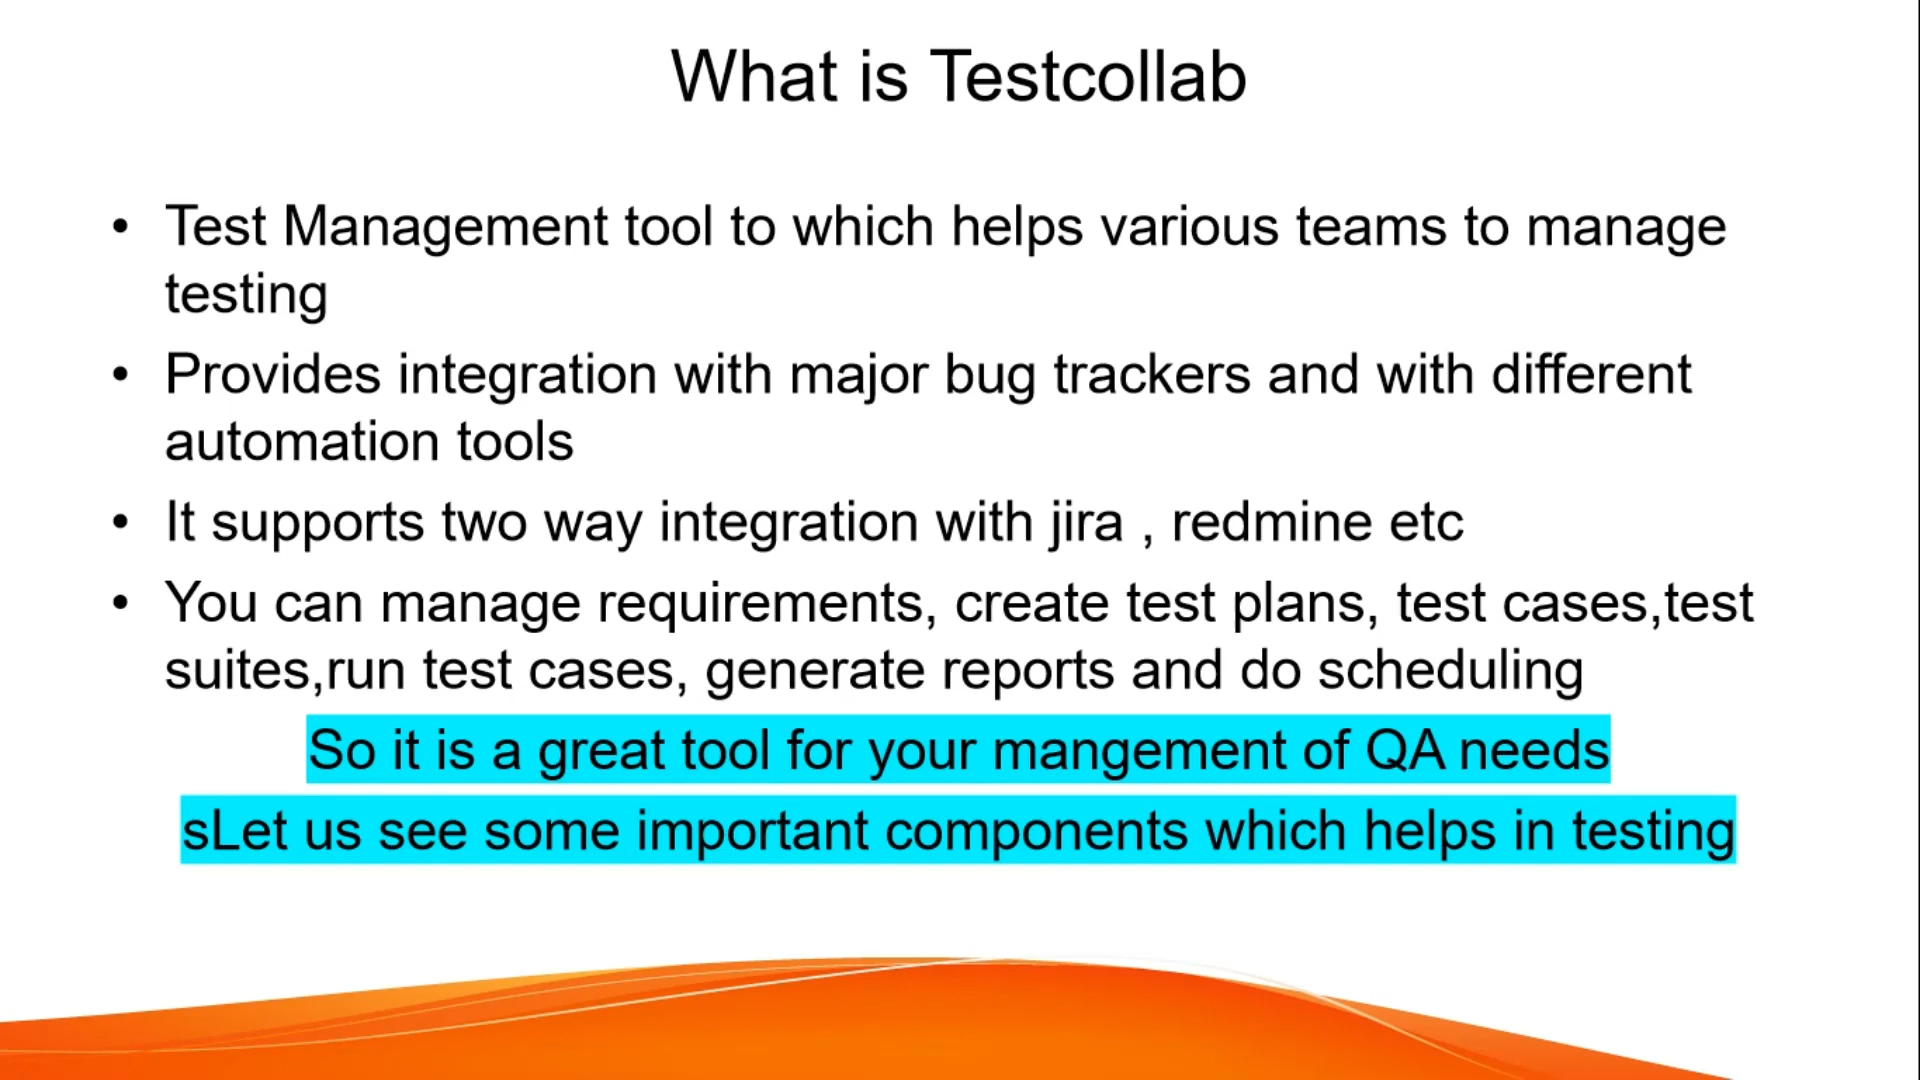 What is Testcollab
• Test Management tool to which helps various teams to manage
testing
• Provides integration with major bug trackers and with different
automation tools
• It supports two way integration with jira , redmine etc
• You can manage requirements, create test plans, test cases,test
suites,run test cases, generate reports and do scheduling
So it is a great tool for your mangement of QA needs
sLet us see some important components which helps in testing